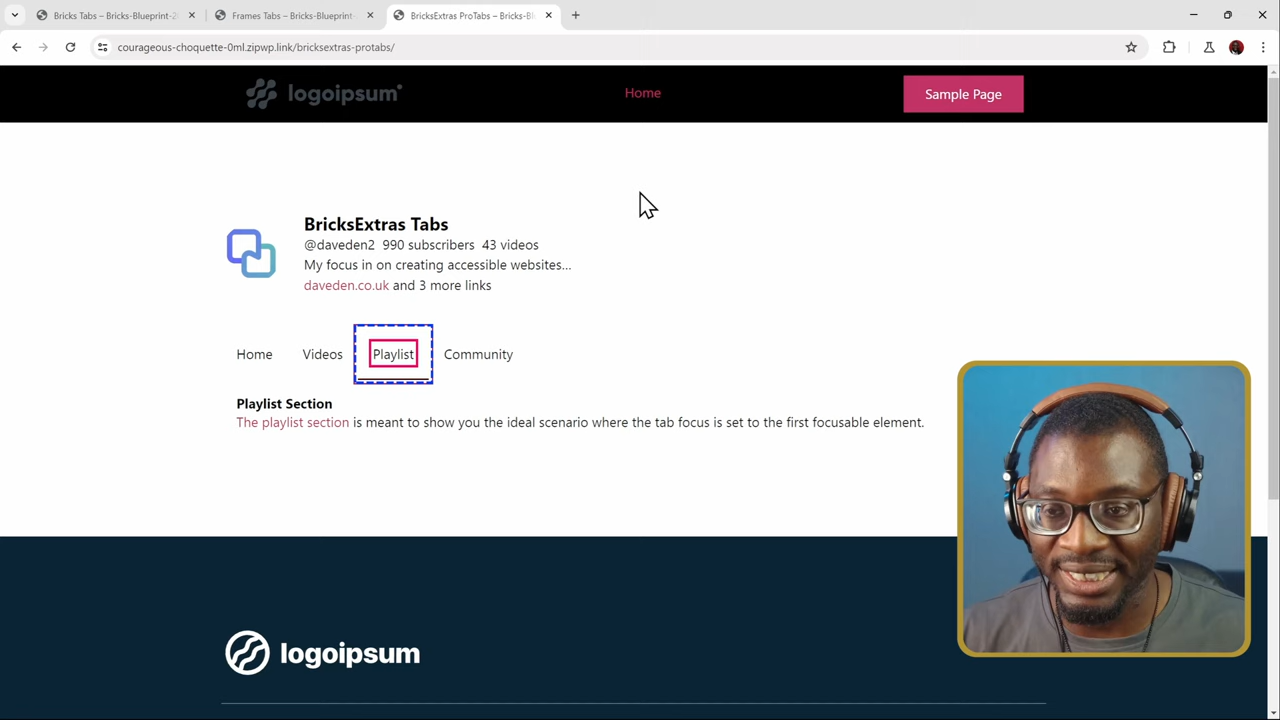 Bricks Tabs – Bricks-Blueprint-2
Frames Tabs – Bricks-Blueprint-
BricksExtras ProTabs – Bricks-Bl
courageous-choquette-0ml.zipwp.link/bricksextras-protabs/
logoipsum
Home
Sample Page
BricksExtras Tabs
@daveden2 990 subscribers 43 videos
My focus in on creating accessible websites...
daveden.co.uk and 3 more links
Home
Videos
Playlist
Community
Playlist Section
The playlist section is meant to show you the ideal scenario where the tab focus is set to the first focusable element.
logoipsum